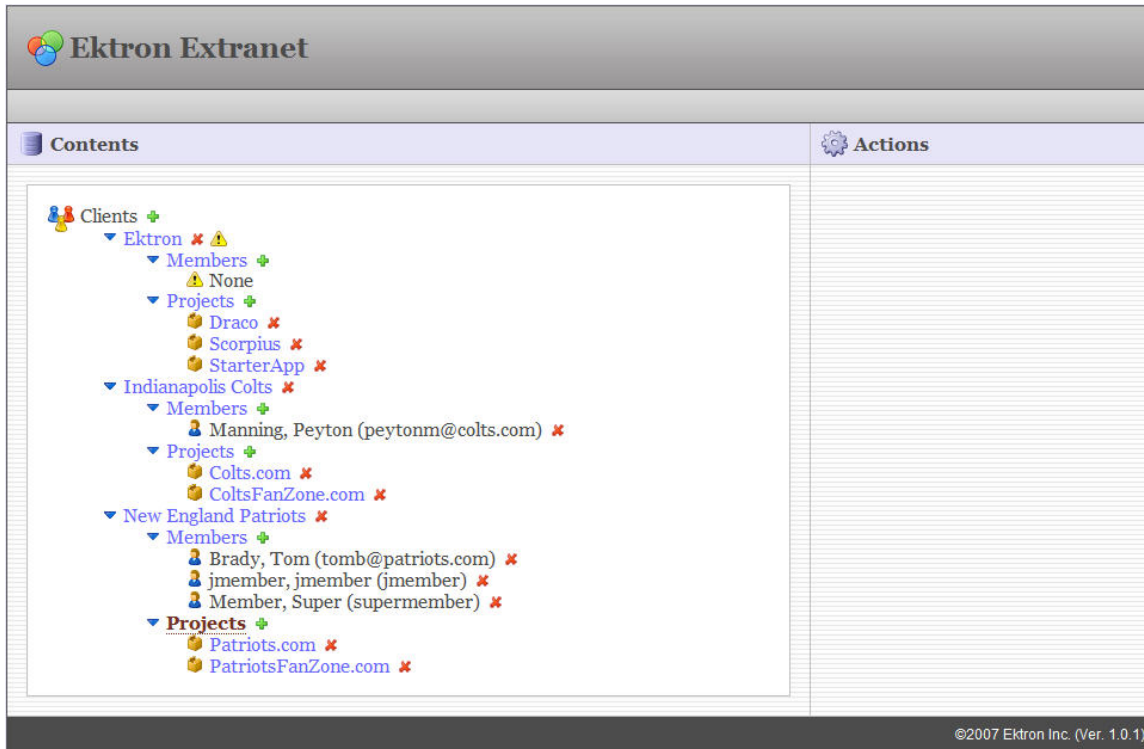 Ektron Extranet
Contents
Actions
Clients
Ektron
Members
None
Projects
Draco
Scorpius
StarterApp
Indianapolis Colts
Members
Manning, Peyton (peytonm@colts.com)
Projects
Colts.com
ColtsFanZone.com
New England Patriots
Members
Brady, Tom (tomb@patriots.com)
jmember, jmember (jmember)
Member, Super (supermember)
Projects
Patriots.com
PatriotsFanZone.com
©2007 Ektron Inc. (Ver. 1.0.1)